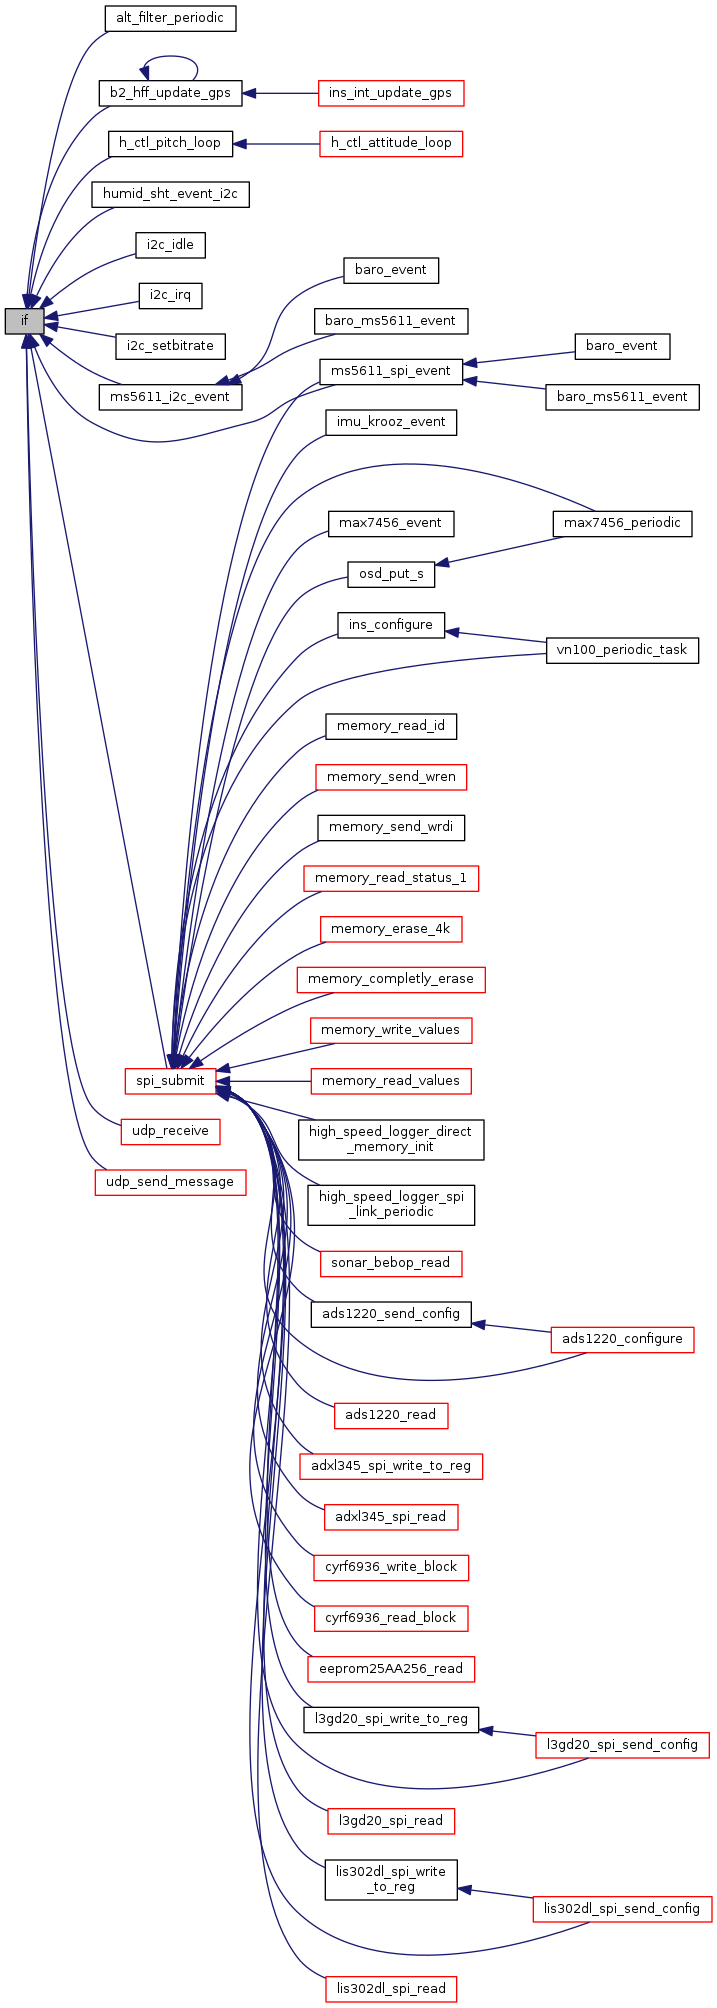 alt_filter_periodic
b2_hff_update_gps
ins_int_update_gps
h_ctl_pitch_loop
h_ctl_attitude_loop
humid_sht_event_i2c
i2c_idle
baro_event
i2c_irq
if
baro_ms5611_event
i2c_setbitrate
baro_event
ms5611_spi_event
ms5611_i2c_event
baro_ms5611_event
imu_krooz_event
max7456_event
max7456_periodic
osd_put_s
ins_configure
vn100_periodic_task
memory_read_id
memory_send_wren
memory_send_wrdi
memory_read_status_1
memory_erase_4k
memory_completly_erase
memory_write_values
spi_submit
memory_read_values
udp_receive
high_speed_logger_direct
_memory_init
udp_send_message
high_speed_logger_spi
_link_periodic
sonar_bebop_read
ads1220_send_config
ads1220_configure
ads1220_read
adxl345_spi_write_to_reg
adxl345_spi_read
cyrf6936_write_block
cyrf6936_read_block
eeprom25AA256_read
l3gd20_spi_write_to_reg
l3gd20_spi_send_config
l3gd20_spi_read
lis302dl_spi_write
_to_reg
lis302dl_spi_send_config
lis302dl_spi_read